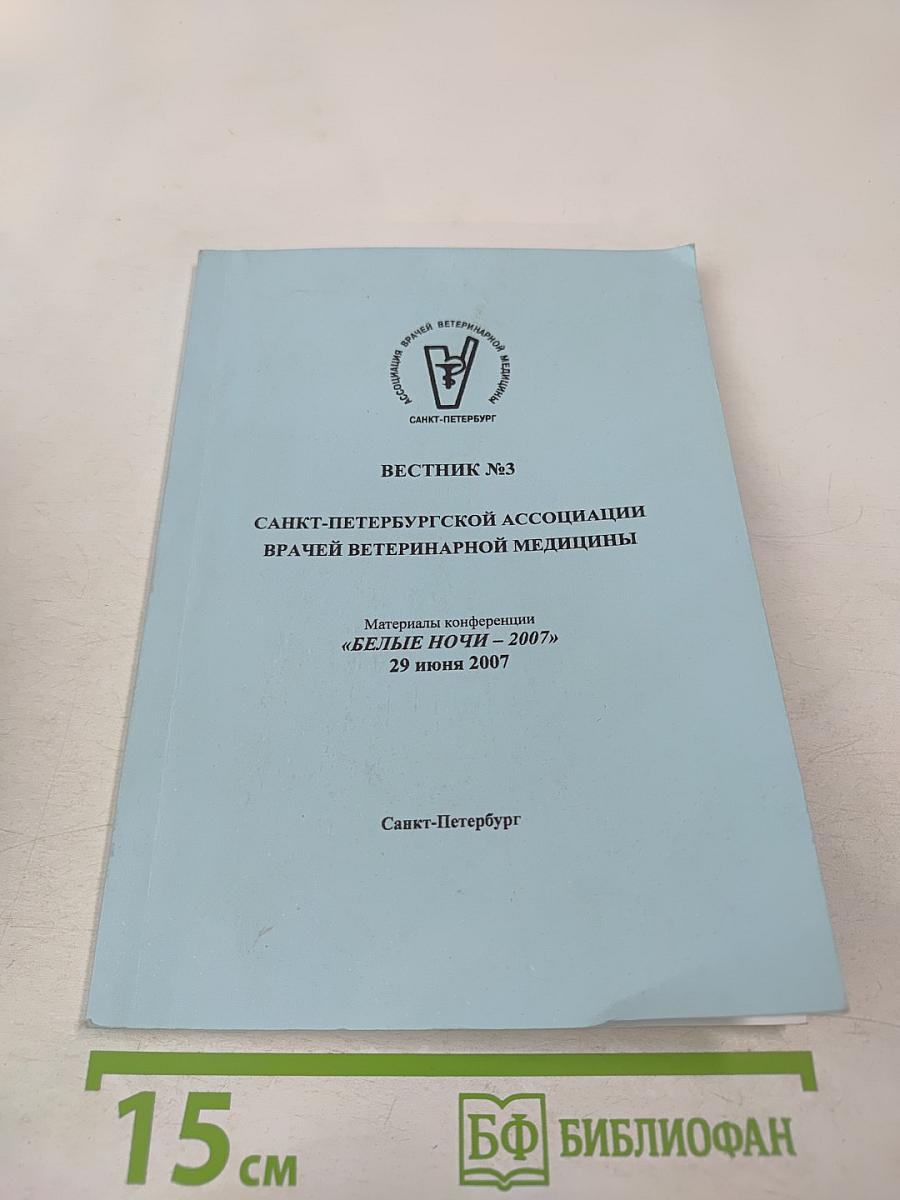 АССОЦИАЦИЯ ВРАЧЕЙ ВЕТЕРИНАРНОЙ МЕДИЦИНЫ
САНКТ-ПЕТЕРБУРГ
ВЕСТНИК №3
САНКТ-ПЕТЕРБУРГСКОЙ АССОЦИАЦИИ
ВРАЧЕЙ ВЕТЕРИНАРНОЙ МЕДИЦИНЫ
Материалы конференции
«БЕЛЫЕ НОЧИ – 2007»
29 июня 2007
Санкт-Петербург
15 см
БФ БИБЛИОФАН